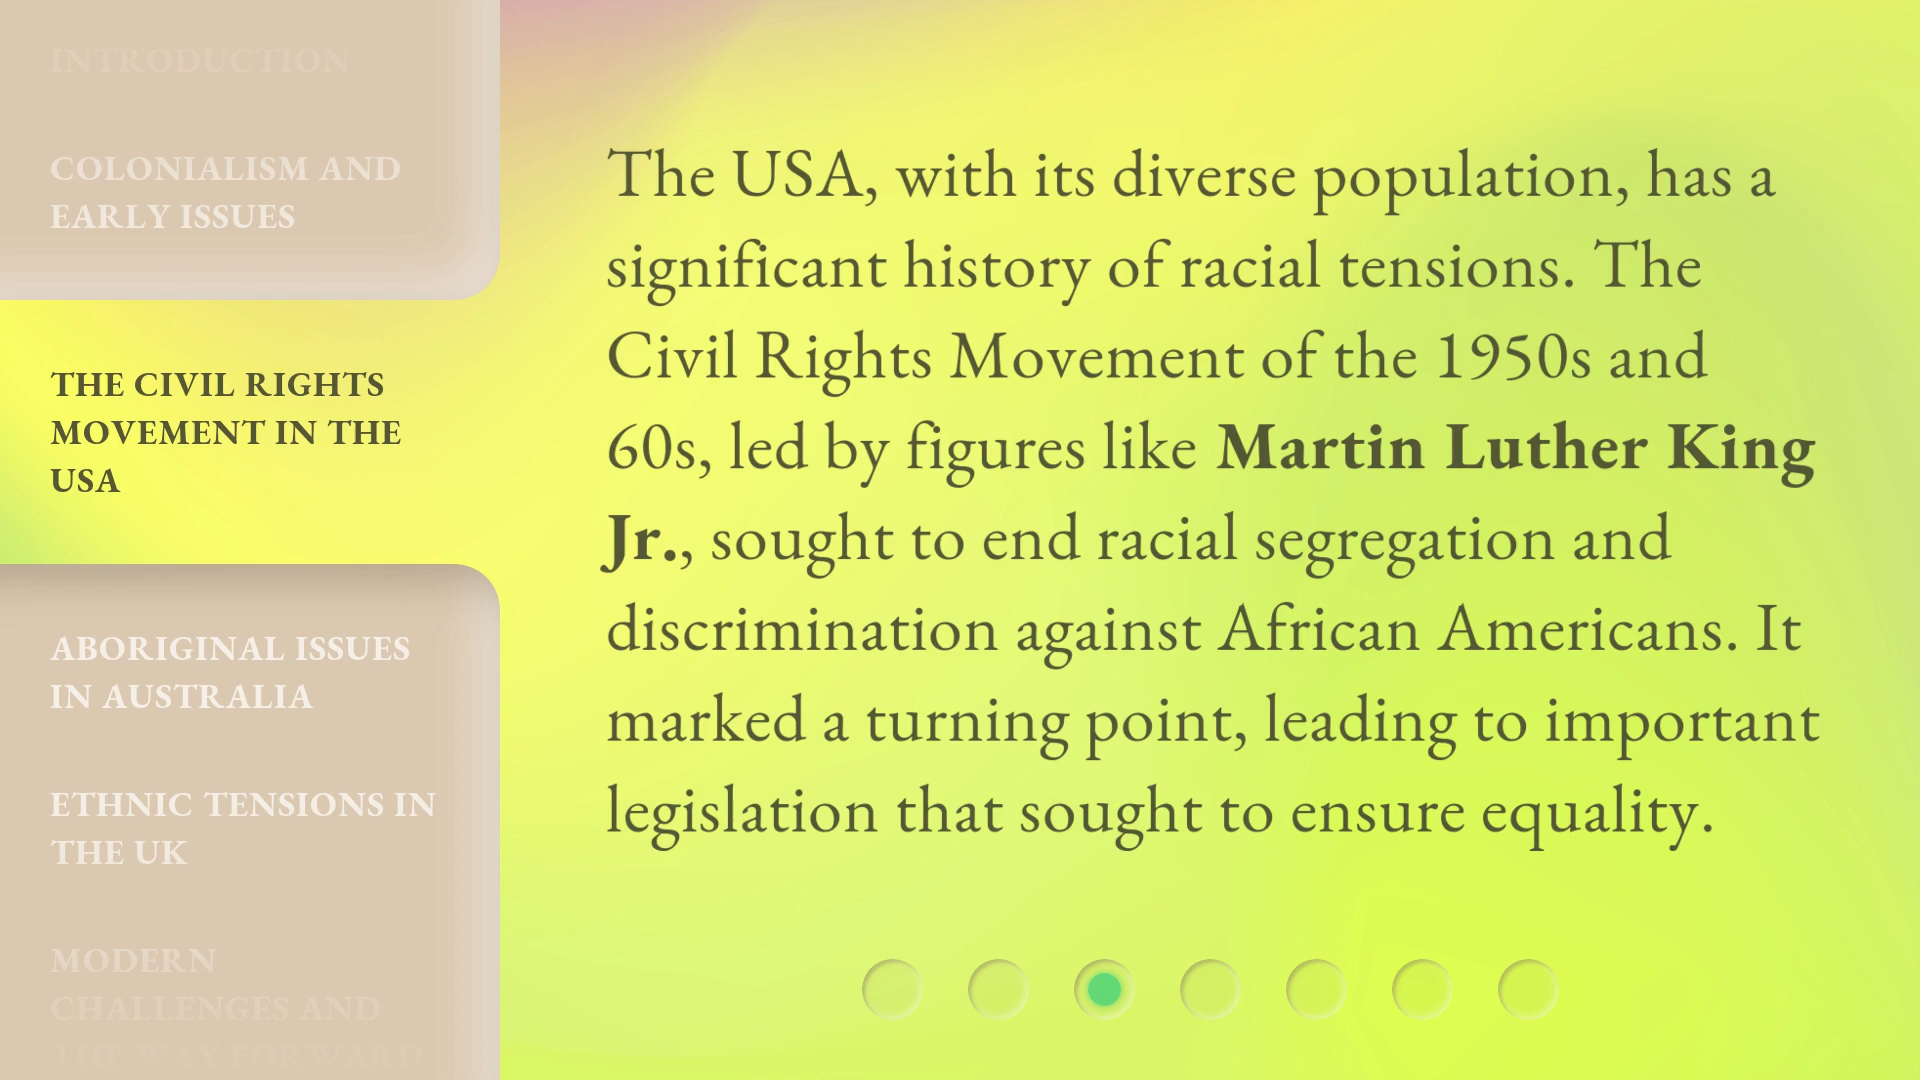 INTRODUCTION
COLONIALISM AND
EARLY ISSUES
THE CIVIL RIGHTS
MOVEMENT IN THE
USA
ABORIGINAL ISSUES
IN AUSTRALIA
ETHNIC TENSIONS IN
THE UK
MODERN
CHALLENGES AND
THE WAY FORWARD
The USA, with its diverse population, has a
significant history of racial tensions. The
Civil Rights Movement of the 1950s and
60s, led by figures like Martin Luther King
Jr., sought to end racial segregation and
discrimination against African Americans. It
marked a turning point, leading to important
legislation that sought to ensure equality.